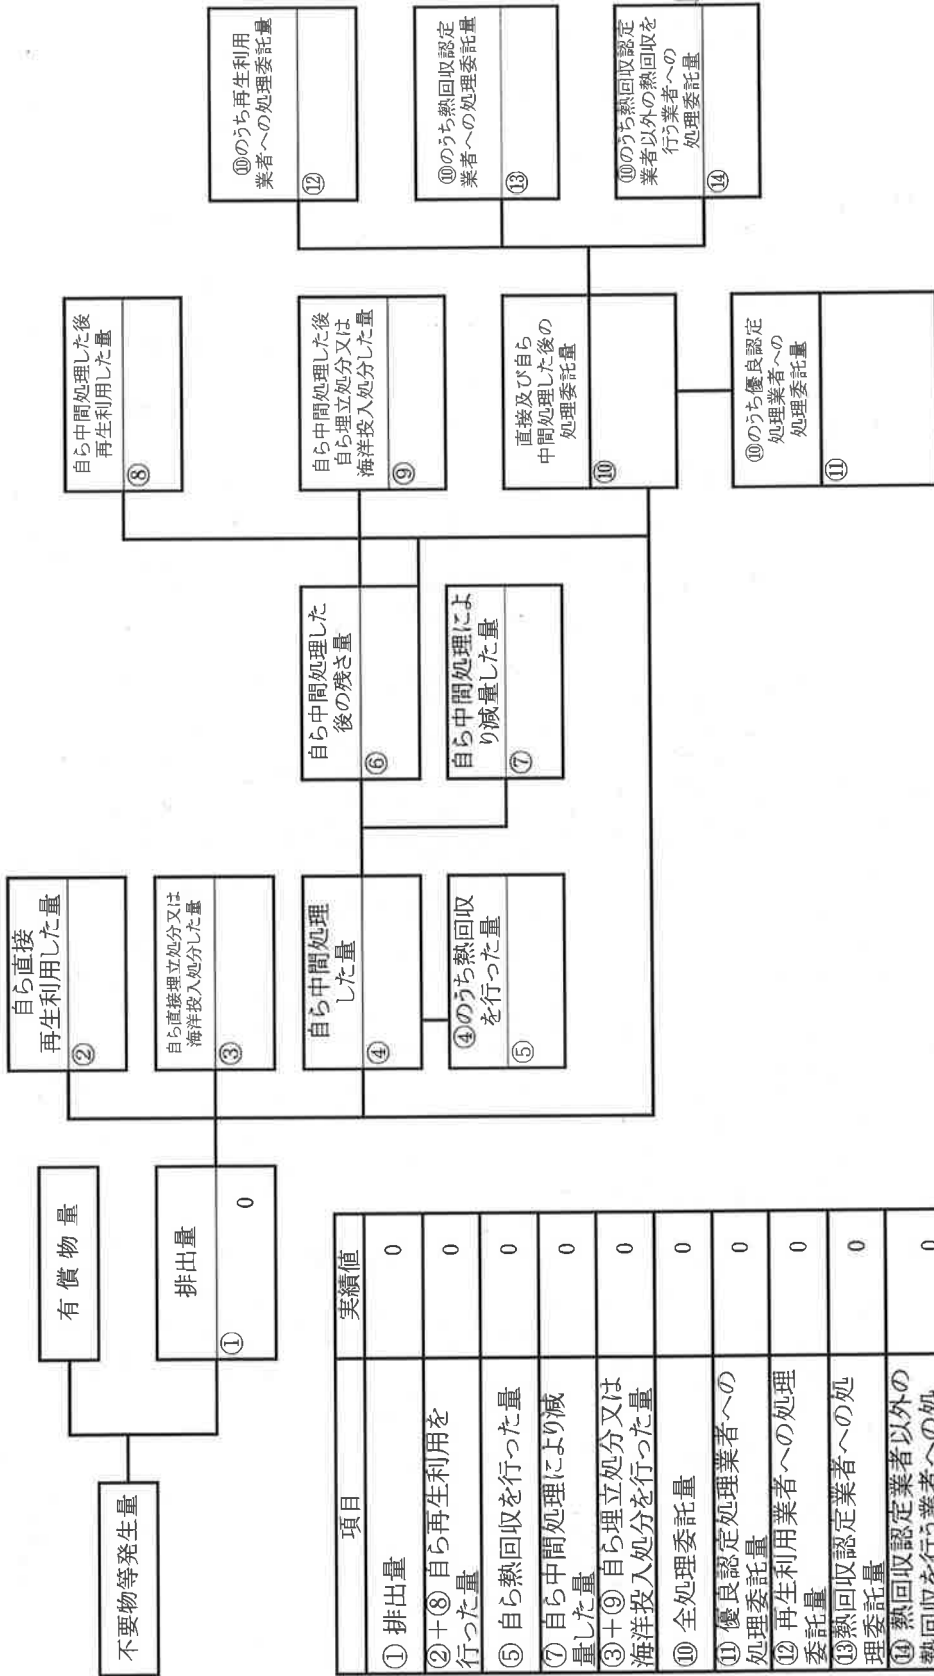 不要物等発生量
有償物量
排出量
①
0
自ら直接
再生利用した量
②
自ら直接埋立処分又は
海洋投入処分した量
③
自ら中間処理
した量
④
④のうち熱回収
を行った量
⑤
自ら中間処理した
後の残さ量
⑥
自ら中間処理によ
り減量した量
⑦
自ら中間処理した後
再生利用した量
⑧
自ら中間処理した後
自ら埋立処分又は
海洋投入処分した量
⑨
直接及び自ら
中間処理した後の
処理委託量
⑩
⑩のうち優良認定
処理業者への
処理委託量
⑪
⑩のうち再生利用
業者への処理委託量
⑫
⑩のうち熱回収認定
業者への処理委託量
⑬
⑩のうち熱回収認定
業者以外の熱回収を
行う業者への
処理委託量
⑭
項目 実績値
① 排出量 0
②+⑧ 自ら再生利用を
行った量 0
⑤ 自ら熱回収を行った量 0
⑦ 自ら中間処理により減
量した量 0
③+⑨ 自ら埋立処分又は
海洋投入処分を行った量 0
⑩ 全処理委託量 0
⑪ 優良認定処理業者への
処理委託量 0
⑫ 再生利用業者への処理
委託量 0
⑬熱回収認定業者への処
理委託量 0
⑭ 熱回収認定業者以外の
熱回収を行う業者への処 0